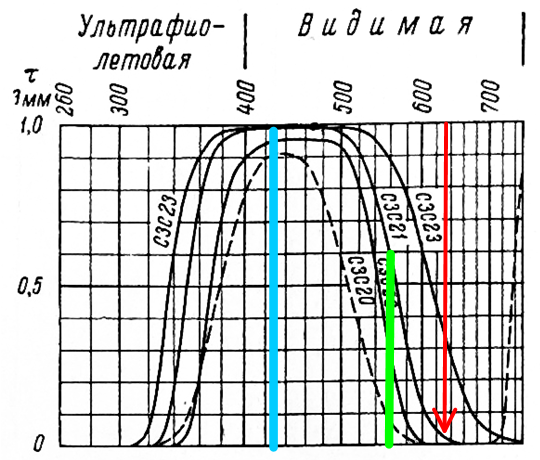 Ультрафио-
летовая
Видимая
τ
3мм
260
300
400
500
600
700
1,0
0,5
0
СЗС23
СЗС20
СЗС21
СЗС23